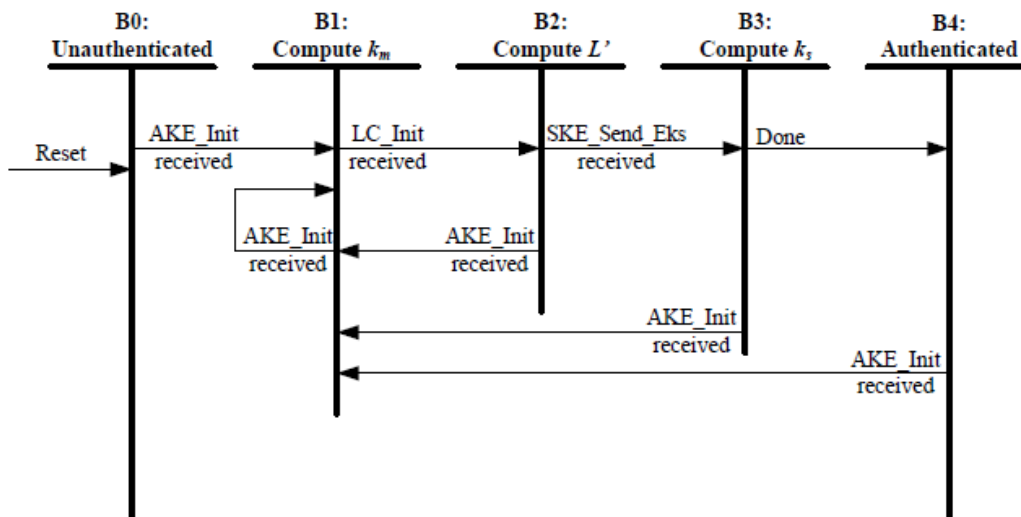 B0:
Unauthenticated
B1:
Compute km
B2:
Compute L’
B3:
Compute ks
B4:
Authenticated
Reset
AKE_Init
received
LC_Init
received
SKE_Send_Eks
received
Done
AKE_Init
received
AKE_Init
received
AKE_Init
received
AKE_Init
received